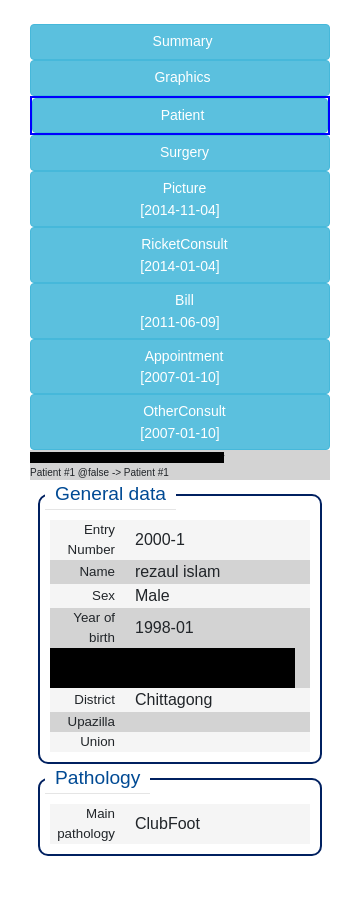 Summary
Graphics
Patient
Surgery
Picture
[2014-11-04]
RicketConsult
[2014-01-04]
Bill
[2011-06-09]
Appointment
[2007-01-10]
OtherConsult
[2007-01-10]
Patient #1 @false -> Patient #1
General data
Entry Number 2000-1
Name rezaul islam
Sex Male
Year of birth 1998-01
District Chittagong
Upazilla
Union
Pathology
Main pathology ClubFoot